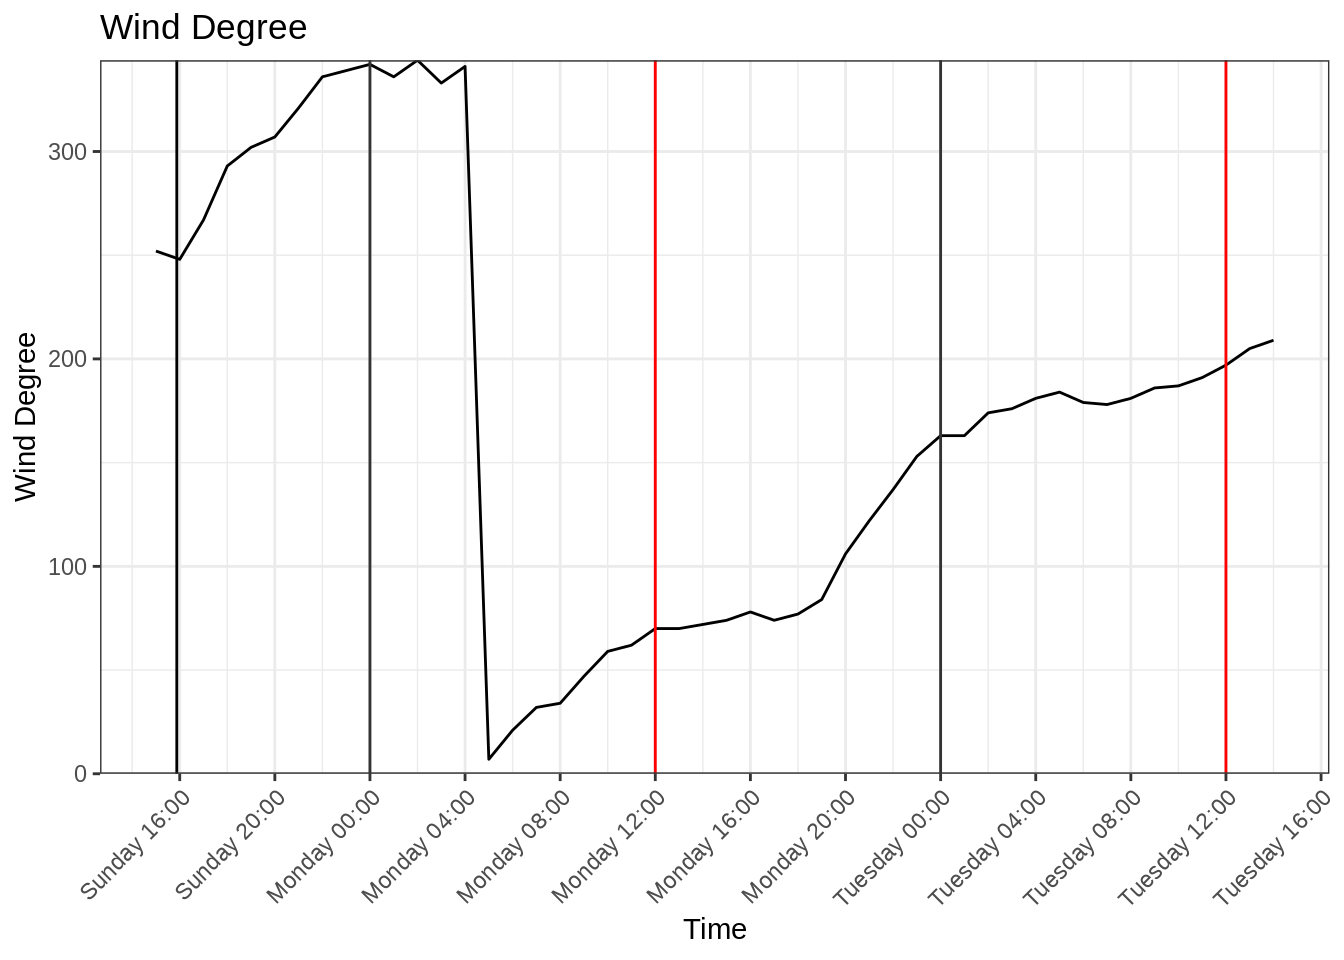 Wind Degree
Wind Degree
300
200
100
0
Sunday 16:00
Sunday 20:00
Monday 00:00
Monday 04:00
Monday 08:00
Monday 12:00
Monday 16:00
Monday 20:00
Tuesday 00:00
Tuesday 04:00
Tuesday 08:00
Tuesday 12:00
Tuesday 16:00
Time